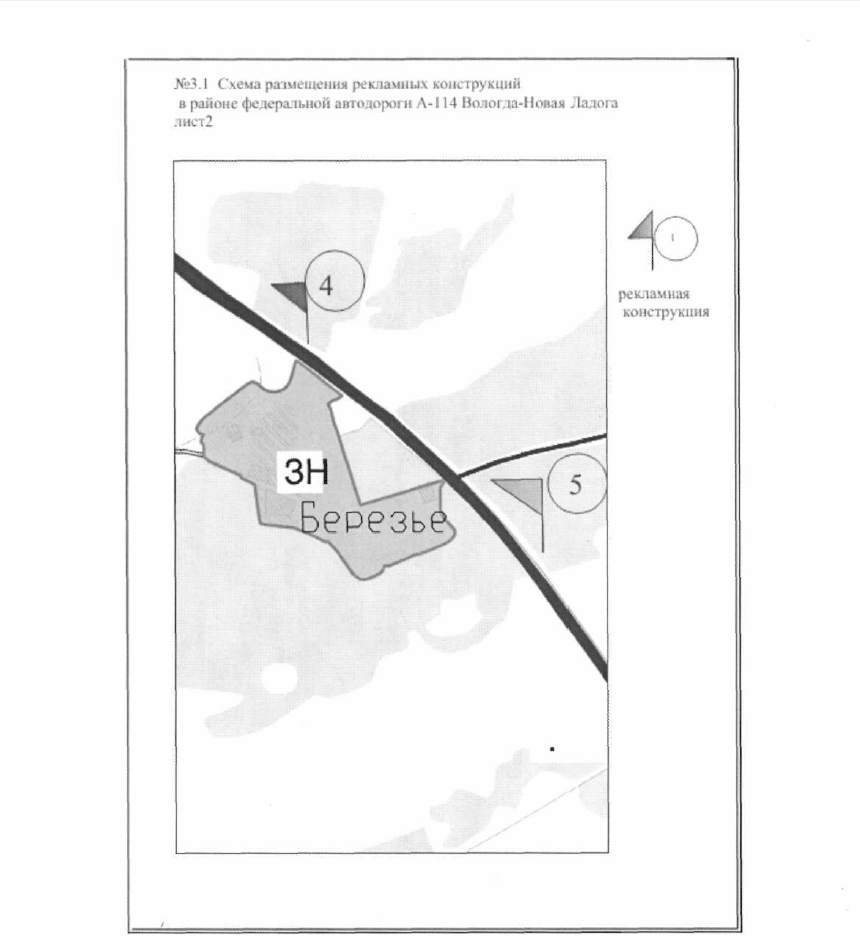 №3.1 Схема размещения рекламных конструкций
в районе федеральной автодороги А-114 Вологда-Новая Ладога
лист2
1
4
рекламная
конструкция
ЗН
5
Березье